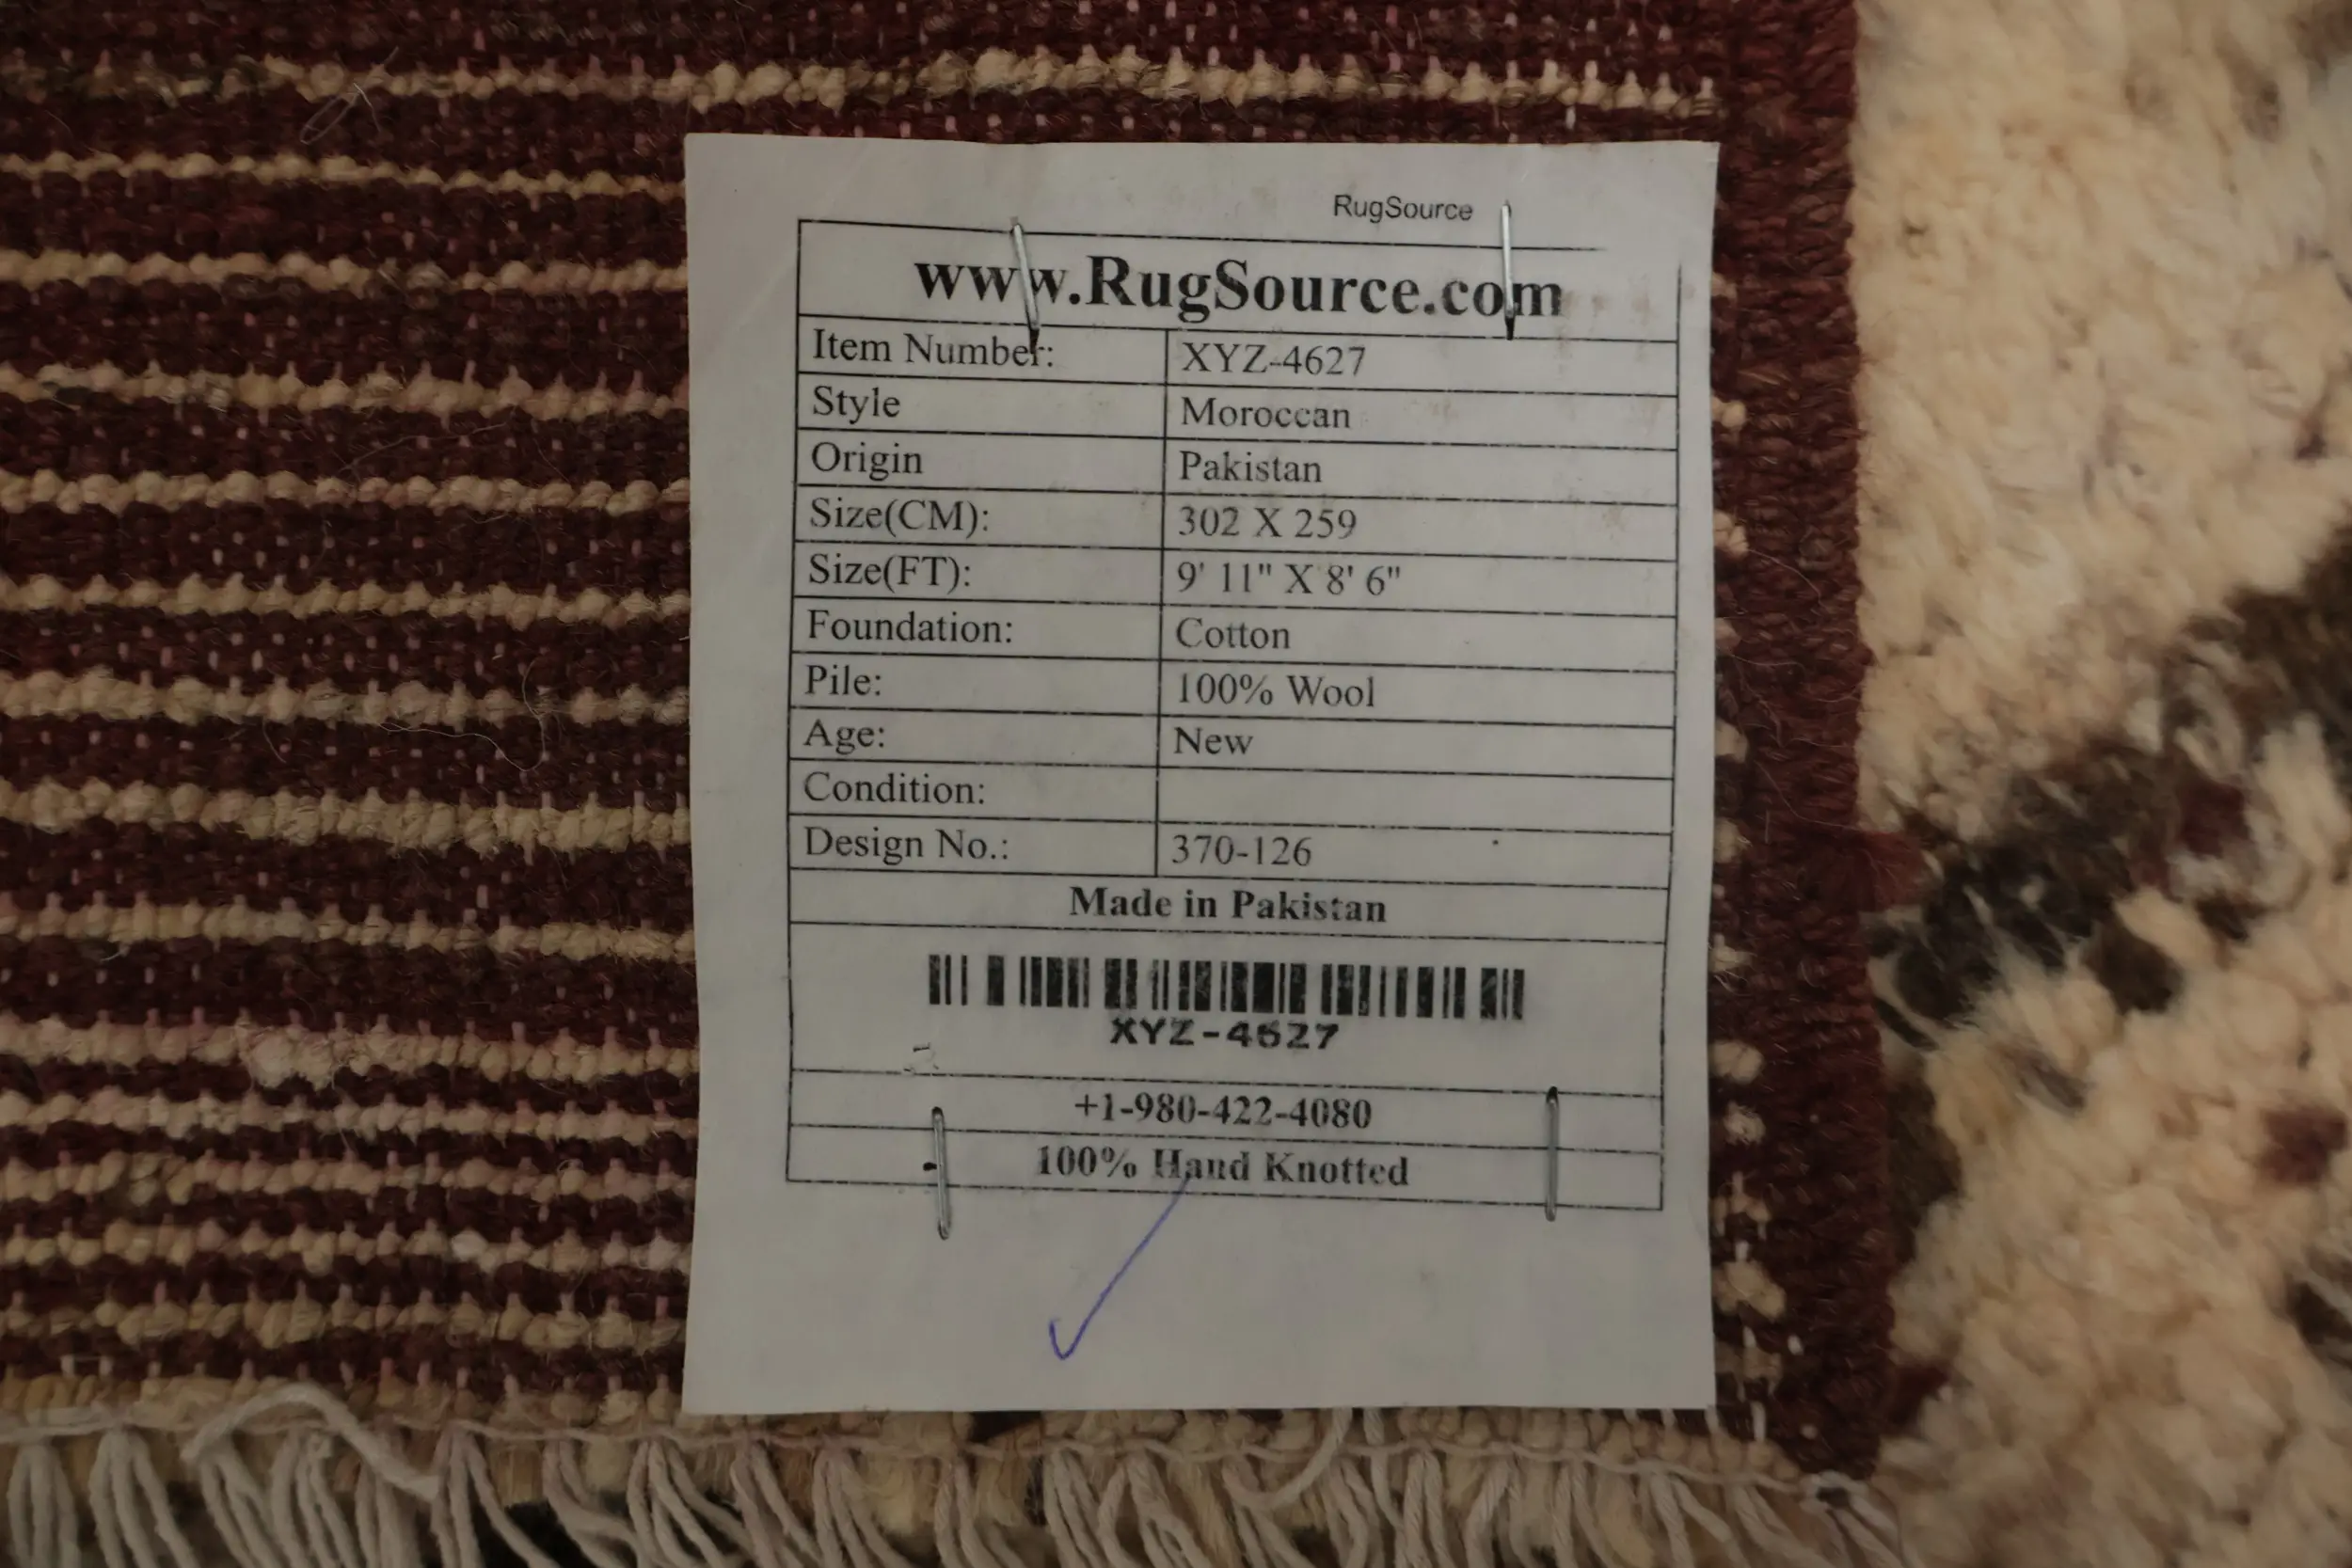 RugSource
www.RugSource.com
Item Number: XYZ-4627
Style Moroccan
Origin Pakistan
Size(CM): 302 X 259
Size(FT): 9' 11" X 8' 6"
Foundation: Cotton
Pile: 100% Wool
Age: New
Condition:
Design No.: 370-126
Made in Pakistan
XYZ-4627
+1-980-422-4080
100% Hand Knotted